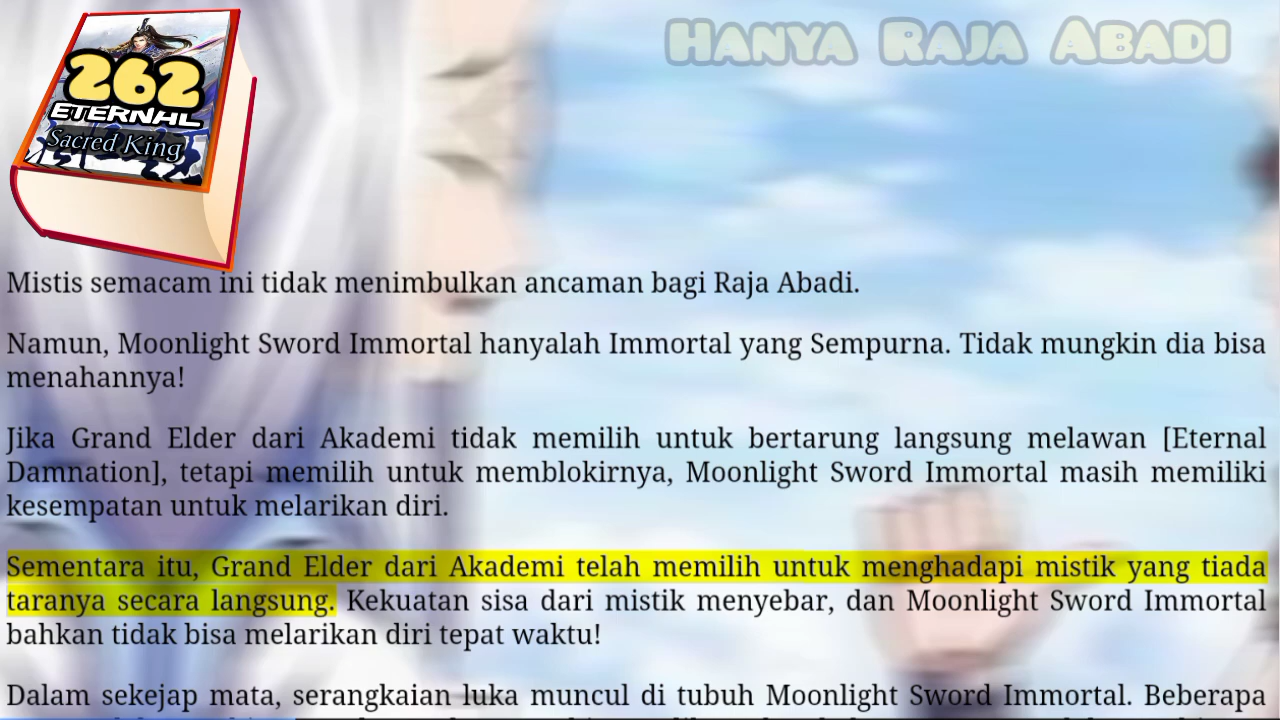 Hanya Raja Abadi
262
ETERNAL
Sacred King
Mistis semacam ini tidak menimbulkan ancaman bagi Raja Abadi.
Namun, Moonlight Sword Immortal hanyalah Immortal yang Sempurna. Tidak mungkin dia bisa
menahannya!
Jika Grand Elder dari Akademi tidak memilih untuk bertarung langsung melawan [Eternal
Damnation], tetapi memilih untuk memblokirnya, Moonlight Sword Immortal masih memiliki
kesempatan untuk melarikan diri.
Sementara itu, Grand Elder dari Akademi telah memilih untuk menghadapi mistik yang tiada
taranya secara langsung. Kekuatan sisa dari mistik menyebar, dan Moonlight Sword Immortal
bahkan tidak bisa melarikan diri tepat waktu!
Dalam sekejap mata, serangkaian luka muncul di tubuh Moonlight Sword Immortal. Beberapa